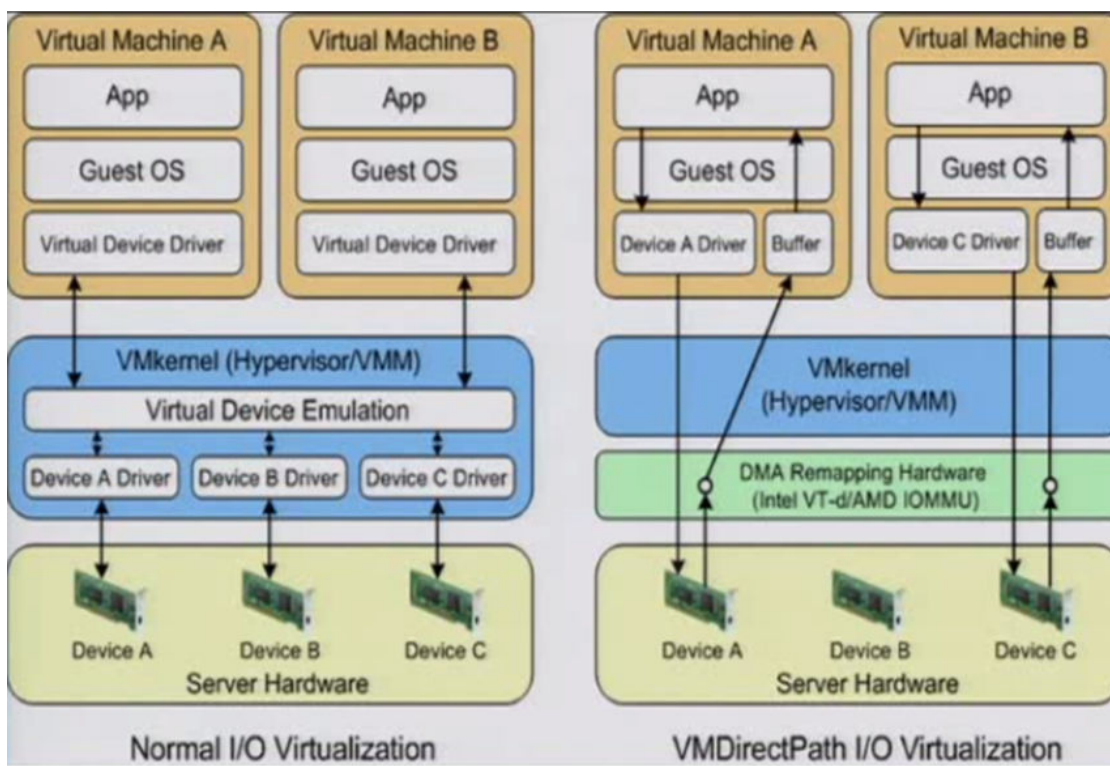 Virtual Machine A
App
Guest OS
Virtual Device Driver
Virtual Machine B
App
Guest OS
Virtual Device Driver
VMkernel (Hypervisor/VMM)
Virtual Device Emulation
Device A Driver
Device B Driver
Device C Driver
Device A
Device B
Device C
Server Hardware
Normal I/O Virtualization
Virtual Machine A
App
Guest OS
Device A Driver
Buffer
Virtual Machine B
App
Guest OS
Device C Driver
Buffer
VMkernel
(Hypervisor/VMM)
DMA Remapping Hardware
(Intel VT-d/AMD IOMMU)
Device A
Device B
Device C
Server Hardware
VMDirectPath I/O Virtualization